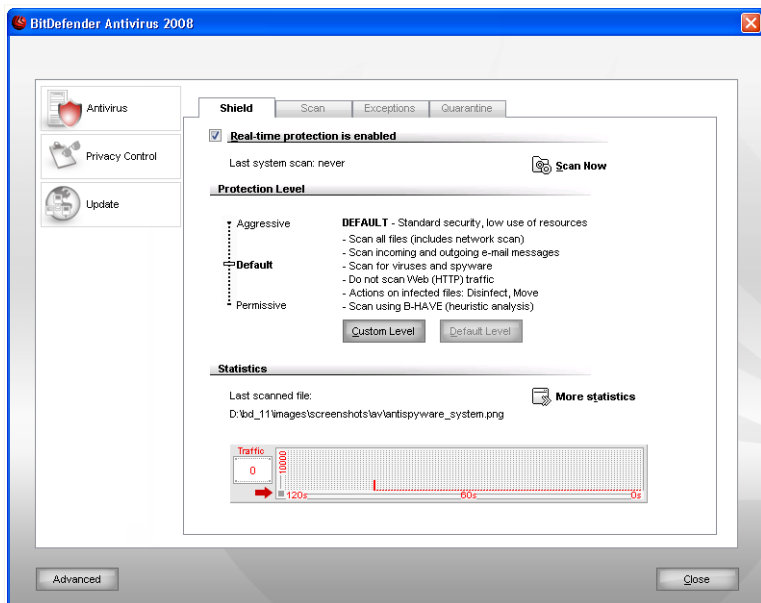 BitDefender Antivirus 2008
Antivirus
Privacy Control
Update
Shield
Scan
Exceptions
Quarantine
Real-time protection is enabled
Last system scan: never
Scan Now
Protection Level
Aggressive
Default
Permissive
DEFAULT - Standard security, low use of resources
- Scan all files (includes network scan)
- Scan incoming and outgoing e-mail messages
- Scan for viruses and spyware
- Do not scan Web (HTTP) traffic
- Actions on infected files: Disinfect, Move
- Scan using B-HAVE (heuristic analysis)
Custom Level
Default Level
Statistics
Last scanned file:
More statistics
D:\bd_11\images\screenshots\av\antispyware_system.png
Traffic
0
10000
120s
60s
0s
Advanced
Close